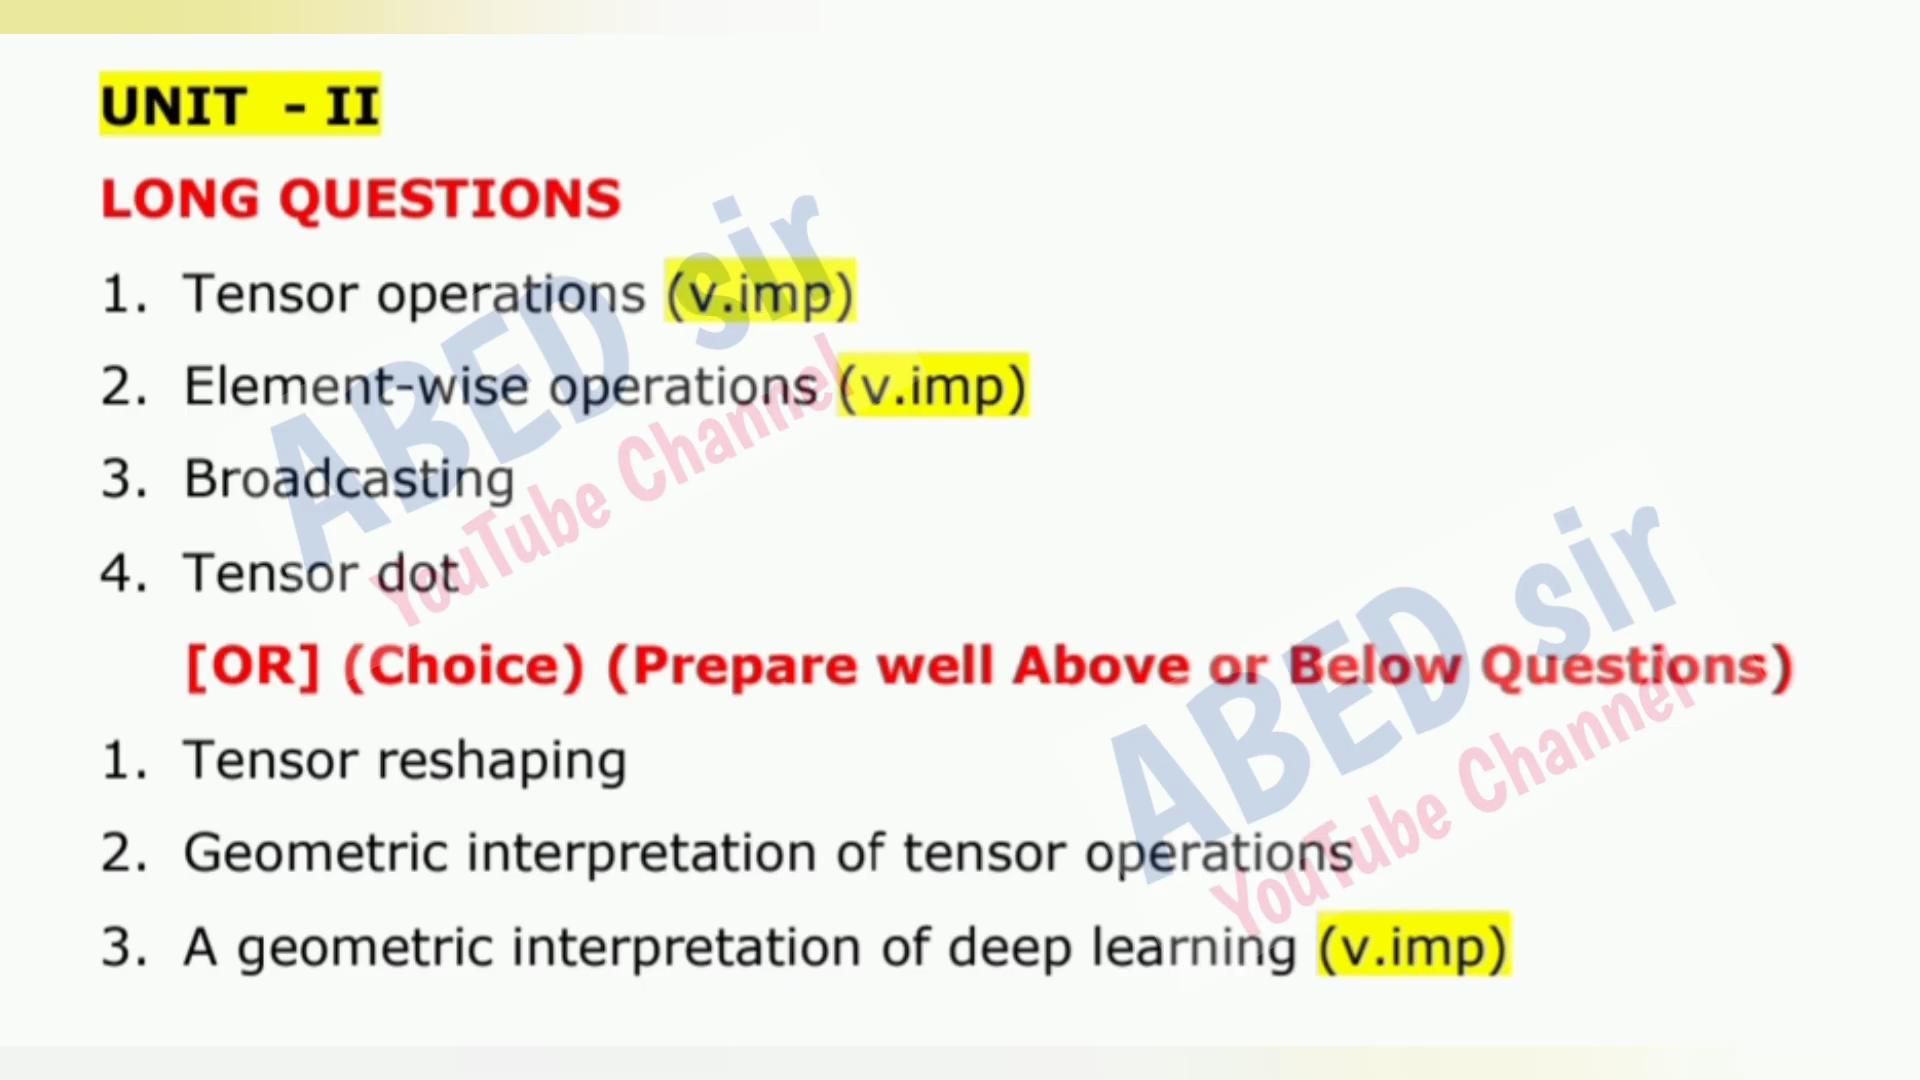 UNIT - II
LONG QUESTIONS
1. Tensor operations (v.imp)
2. Element-wise operations (v.imp)
3. Broadcasting
4. Tensor dot
[OR] (Choice) (Prepare well Above or Below Questions)
1. Tensor reshaping
2. Geometric interpretation of tensor operations
3. A geometric interpretation of deep learning (v.imp)
ABED sir
YouTube Channel
ABED sir
YouTube Channel